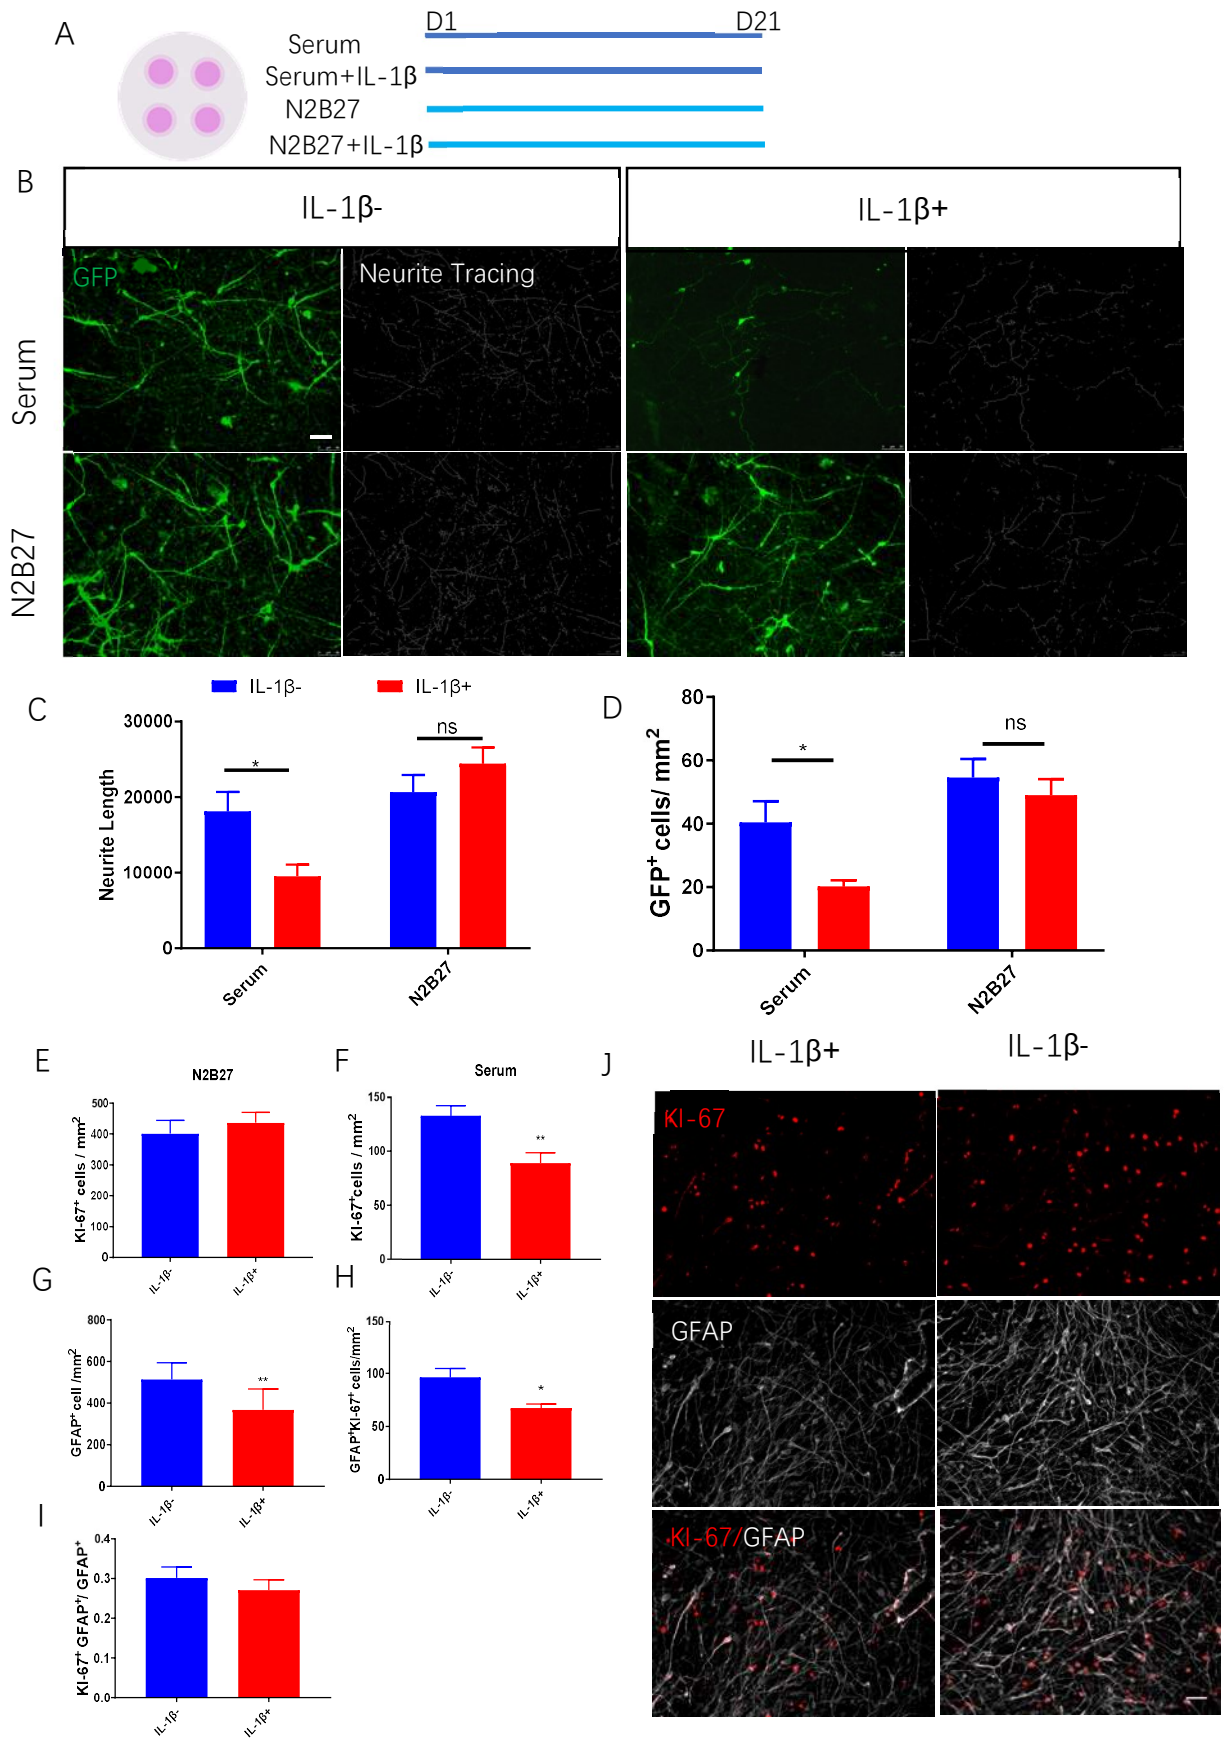 A
D1
D21
Serum
Serum+IL-1β
N2B27
N2B27+IL-1β
B
IL-1β-
IL-1β+
GFP
Neurite Tracing
Serum
N2B27
IL-1β-
IL-1β+
C
Neurite Length
30000
20000
10000
0
*
ns
Serum
N2B27
D
GFP+ cells/ mm2
80
60
40
20
0
*
ns
Serum
N2B27
E
N2B27
KI-67+ cells / mm2
500
400
300
200
100
0
IL-1β-
IL-1β+
F
Serum
KI-67+cells / mm2
150
100
50
0
**
IL-1β-
IL-1β+
G
GFAP+ cell /mm2
800
600
400
200
0
**
IL-1β-
IL-1β+
H
GFAP+KI-67+ cells/mm2
150
100
50
0
*
IL-1β-
IL-1β+
I
KI-67+ GFAP+/ GFAP+
0.4
0.3
0.2
0.1
0.0
IL-1β-
IL-1β+
J
IL-1β+
IL-1β-
KI-67
GFAP
KI-67/GFAP